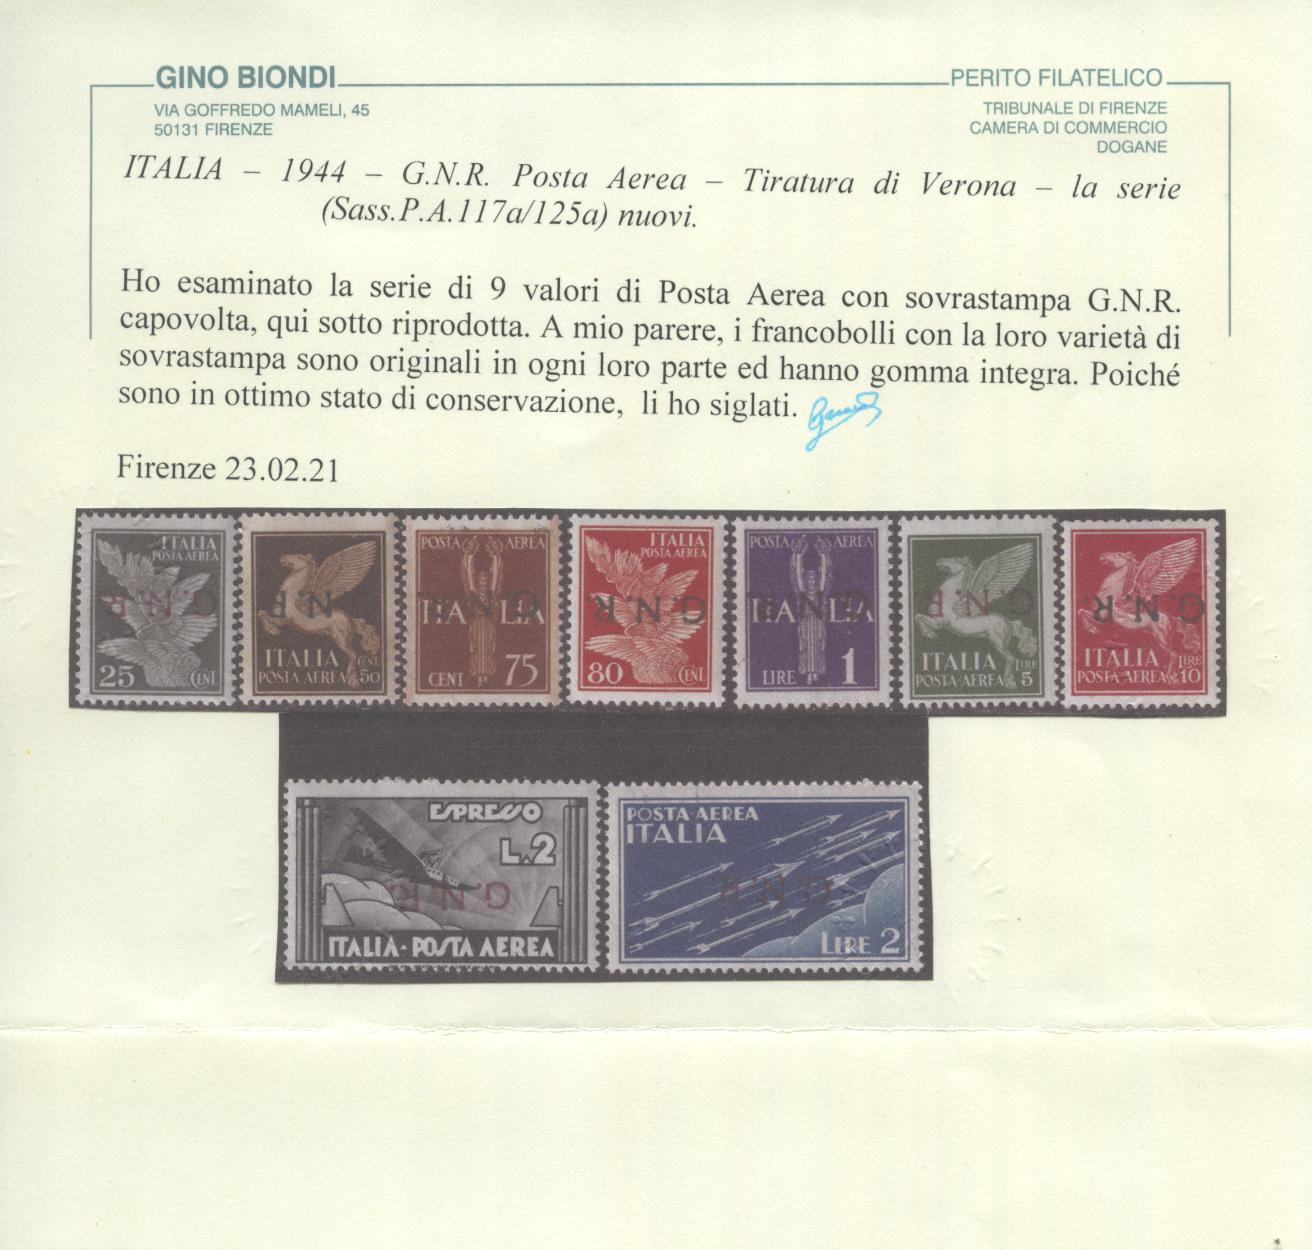 GINO BIONDI
PERITO FILATELICO
VIA GOFFREDO MAMELI, 45
50131 FIRENZE
TRIBUNALE DI FIRENZE
CAMERA DI COMMERCIO
DOGANE
ITALIA – 1944 – G.N.R. Posta Aerea – Tiratura di Verona – la serie
(Sass.P.A.117a/125a) nuovi.
Ho esaminato la serie di 9 valori di Posta Aerea con sovrastampa G.N.R.
capovolta, qui sotto riprodotta. A mio parere, i francobolli con la loro varietà di
sovrastampa sono originali in ogni loro parte ed hanno gomma integra. Poiché
sono in ottimo stato di conservazione, li ho siglati.
Firenze 23.02.21
ITALIA
POSTA AEREA
G.N.R
25 CENT.
G.N.R
ITALIA
POSTA AEREA
CENT. 50
POSTA AEREA
ITALIA
G.N.R.
CENT 75
ITALIA
POSTA AEREA
G.N.R
80 CENT.
POSTA AEREA
ITALIA
G.N.R.
LIRE 1
G.N.R
ITALIA
POSTA-AEREA
LIRE 5
G.N.R.
ITALIA
POSTA-AEREA
LIRE 10
ESPRESSO
L.2
G.N.R.
ITALIA-POSTA AEREA
POSTA-AEREA
ITALIA
G.N.R.
LIRE 2